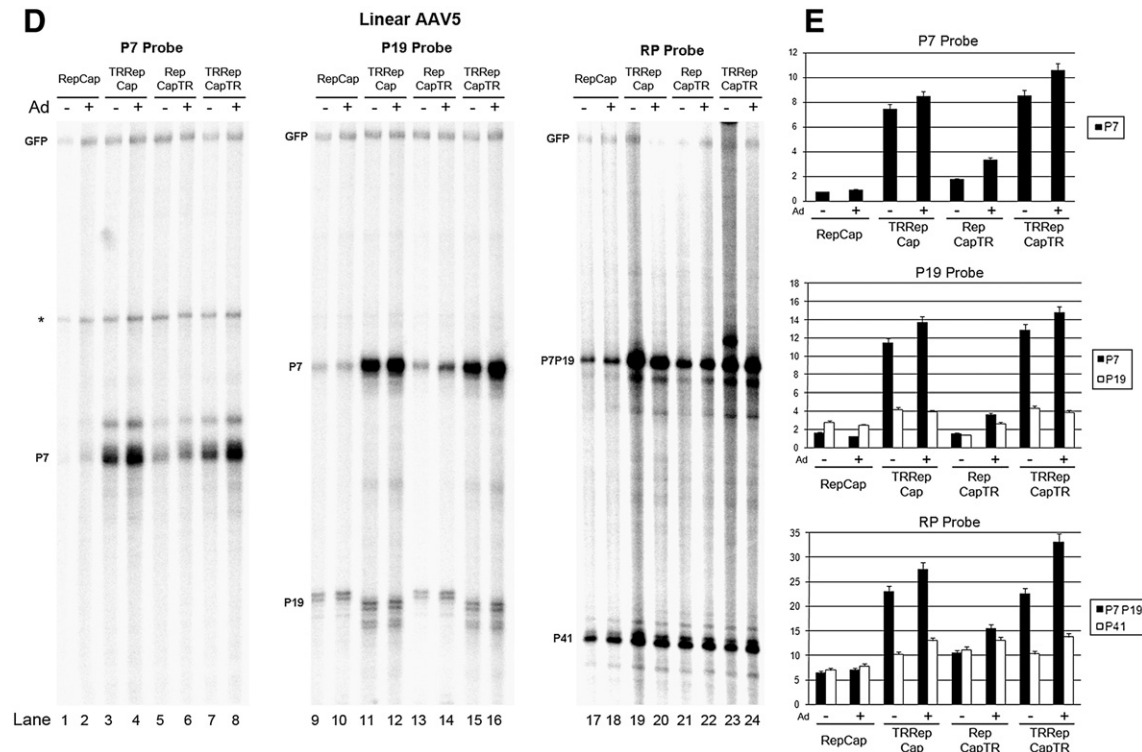 D
Linear AAV5
P7 Probe
RepCap
TRRep
Cap
Rep
CapTR
TRRep
CapTR
Ad - + - + - + - +
GFP
*
P7
Lane 1 2 3 4 5 6 7 8
P19 Probe
RepCap
TRRep
Cap
Rep
CapTR
TRRep
CapTR
- + - + - + - +
GFP
P7
P19
9 10 11 12 13 14 15 16
RP Probe
RepCap
TRRep
Cap
Rep
CapTR
TRRep
CapTR
- + - + - + - +
GFP
P7P19
P41
17 18 19 20 21 22 23 24
E
P7 Probe
12
10
8
6
4
2
0
Ad - + - + - + - +
RepCap
TRRep
Cap
Rep
CapTR
TRRep
CapTR
P7
P19 Probe
18
16
14
12
10
8
6
4
2
0
Ad - + - + - + - +
RepCap
TRRep
Cap
Rep
CapTR
TRRep
CapTR
P7
P19
RP Probe
35
30
25
20
15
10
5
0
Ad - + - + - + - +
RepCap
TRRep
Cap
Rep
CapTR
TRRep
CapTR
P7 P19
P41